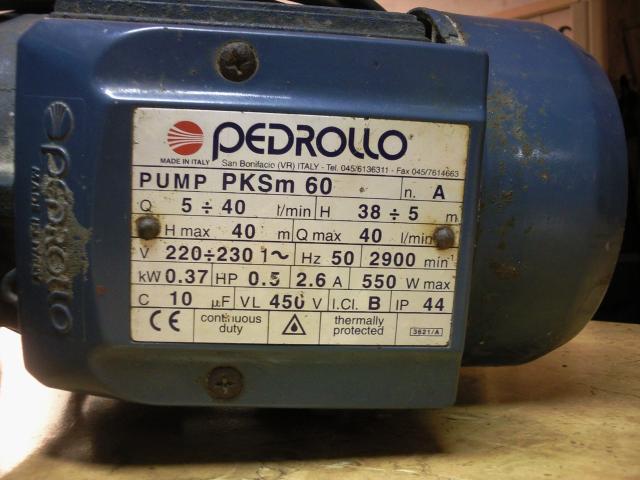 PEDROLLO
MADE IN ITALY San Bonifacio (VR) ITALY - Tel. 045/6136311 - Fax 045/7614663
PUMP PKSm 60 n. A
Q 5 ÷ 40 l/min H 38 ÷ 5 m
H max 40 m Q max 40 l/min
V 220÷230 1~ Hz 50 2900 min⁻¹
kW 0.37 HP 0.5 2.6 A 550 W max
C 10 µF VL 450 V I.Cl. B IP 44
CE continuous duty thermally protected 3621/A
PEDROLLO